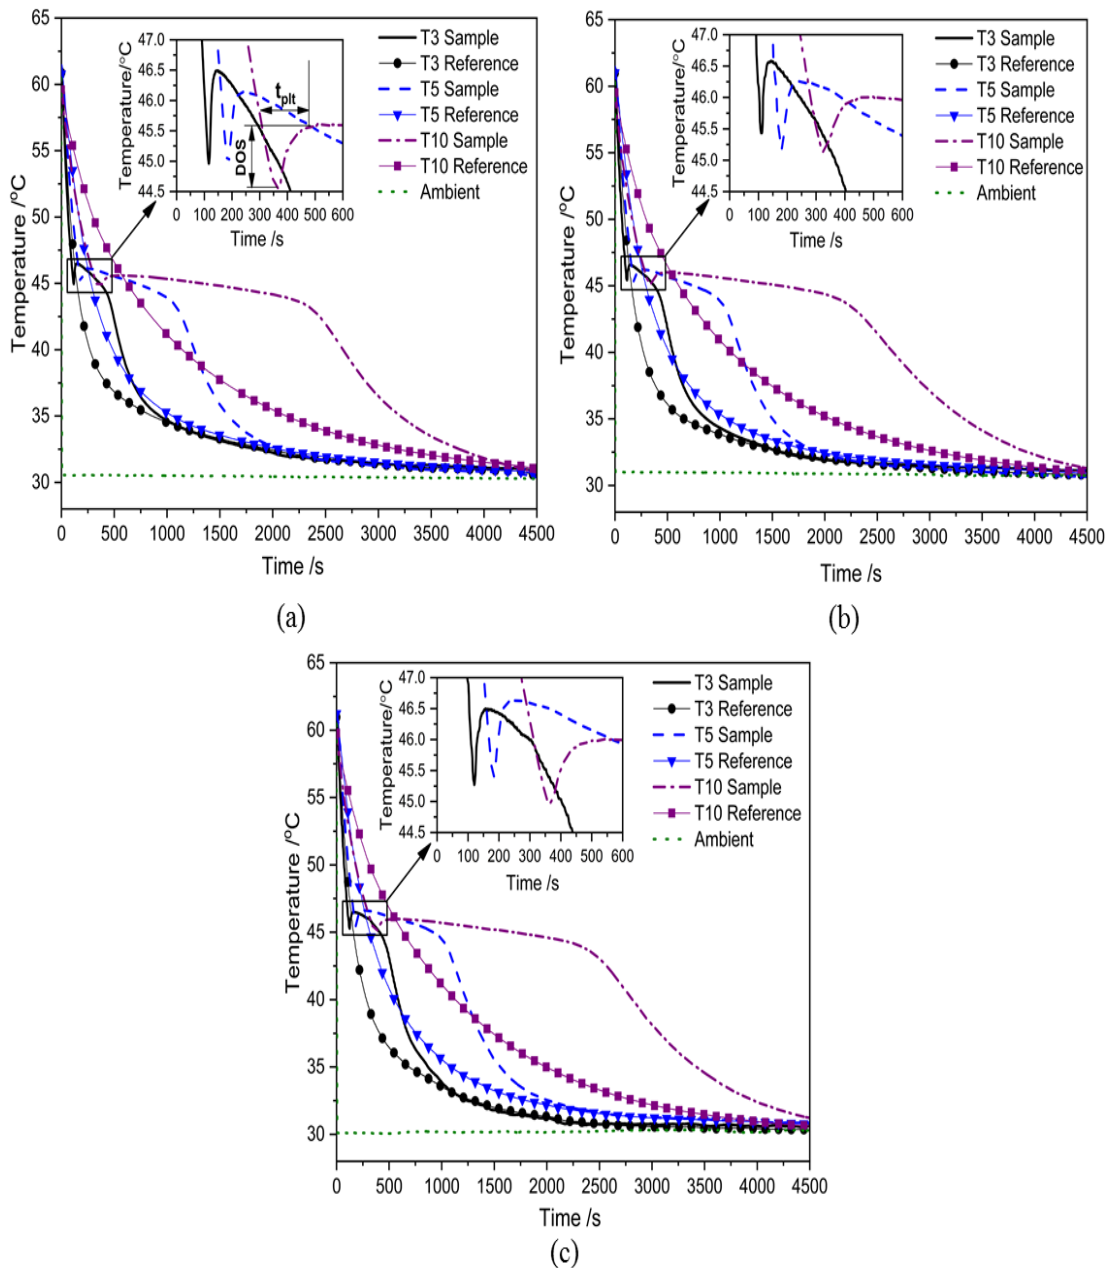 65
60
55
50
45
40
35
30
Temperature /°C
0 500 1000 1500 2000 2500 3000 3500 4000 4500
Time /s
47.0
46.5
46.0
45.5
45.0
44.5
Temperature/°C
0 100 200 300 400 500 600
Time /s
tplt
DOS
T3 Sample
T3 Reference
T5 Sample
T5 Reference
T10 Sample
T10 Reference
Ambient
(a)
65
60
55
50
45
40
35
30
Temperature /°C
0 500 1000 1500 2000 2500 3000 3500 4000 4500
Time /s
47.0
46.5
46.0
45.5
45.0
44.5
Temperature/°C
0 100 200 300 400 500 600
Time /s
T3 Sample
T3 Reference
T5 Sample
T5 Reference
T10 Sample
T10 Reference
Ambient
(b)
65
60
55
50
45
40
35
30
Temperature /°C
0 500 1000 1500 2000 2500 3000 3500 4000 4500
Time /s
47.0
46.5
46.0
45.5
45.0
44.5
Temperature/°C
0 100 200 300 400 500 600
Time /s
T3 Sample
T3 Reference
T5 Sample
T5 Reference
T10 Sample
T10 Reference
Ambient
(c)